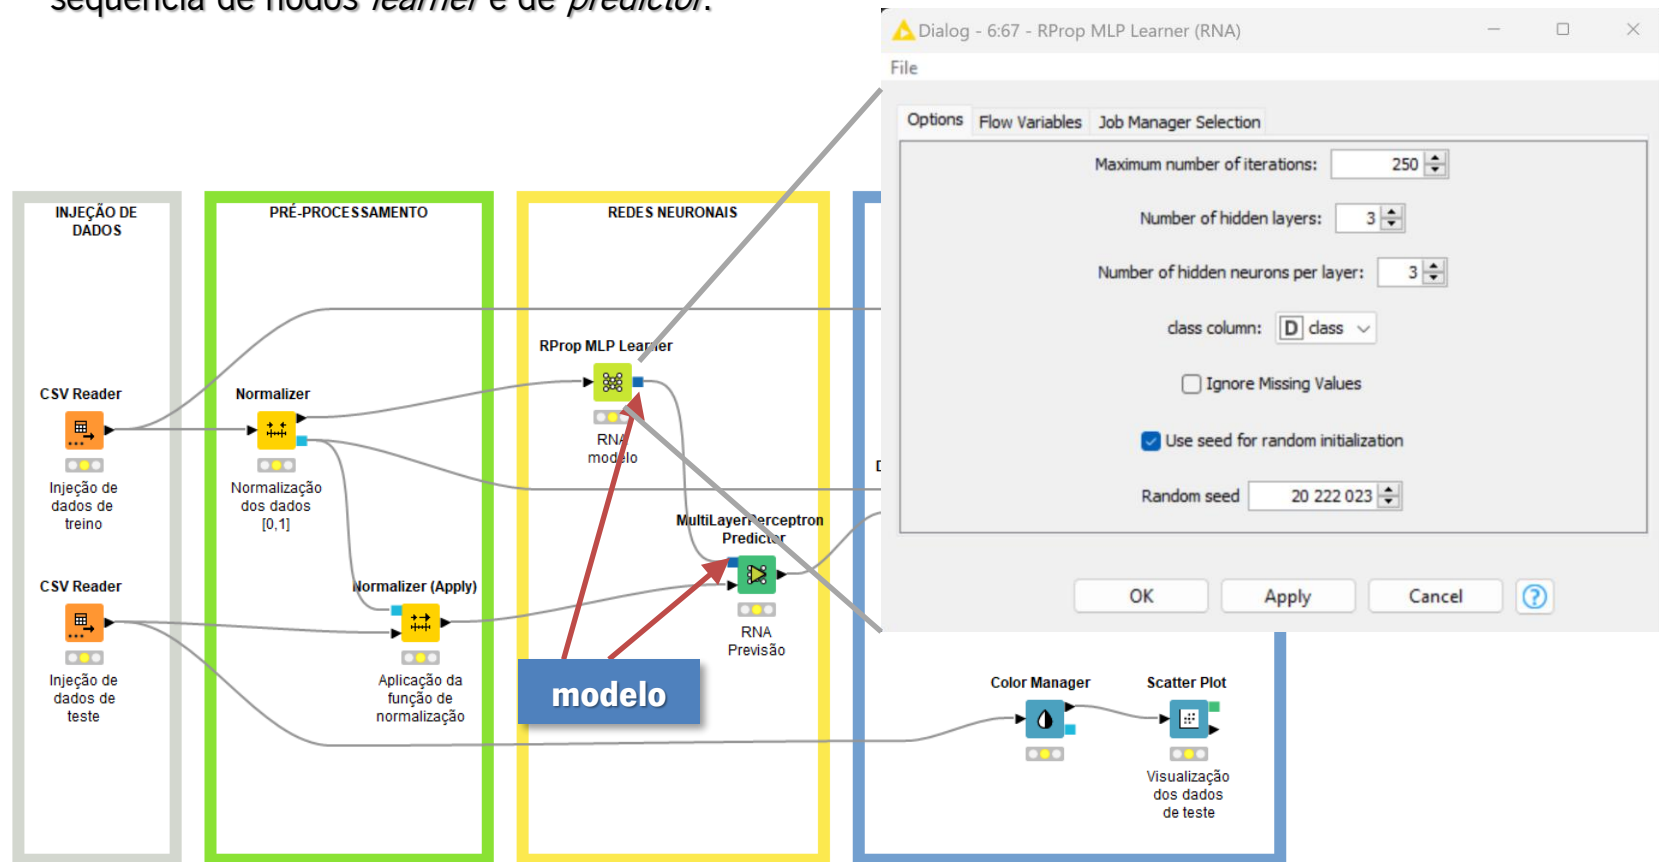 sequência de nodos learner e de predictor.
Dialog - 6:67 - RProp MLP Learner (RNA)
File
Options
Flow Variables
Job Manager Selection
Maximum number of iterations: 250
Number of hidden layers: 3
Number of hidden neurons per layer: 3
class column: D class
Ignore Missing Values
Use seed for random initialization
Random seed 20 222 023
OK
Apply
Cancel
?
INJEÇÃO DE
DADOS
PRÉ-PROCESSAMENTO
REDES NEURONAIS
RProp MLP Learner
RNA
modelo
CSV Reader
Injeção de
dados de
treino
Normalizer
Normalização
dos dados
[0,1]
MultiLayerPerceptron
Predictor
RNA
Previsão
CSV Reader
Injeção de
dados de
teste
Normalizer (Apply)
Aplicação da
função de
normalização
modelo
Color Manager
Scatter Plot
Visualização
dos dados
de teste